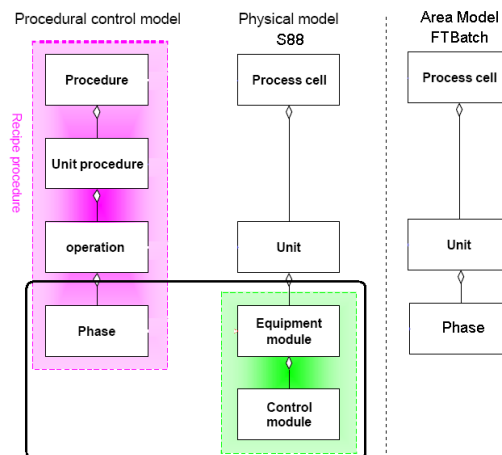 Procedural control model
Recipe procedure
Procedure
Unit procedure
operation
Phase
Physical model
S88
Process cell
Unit
Equipment
module
Control
module
Area Model
FTBatch
Process cell
Unit
Phase